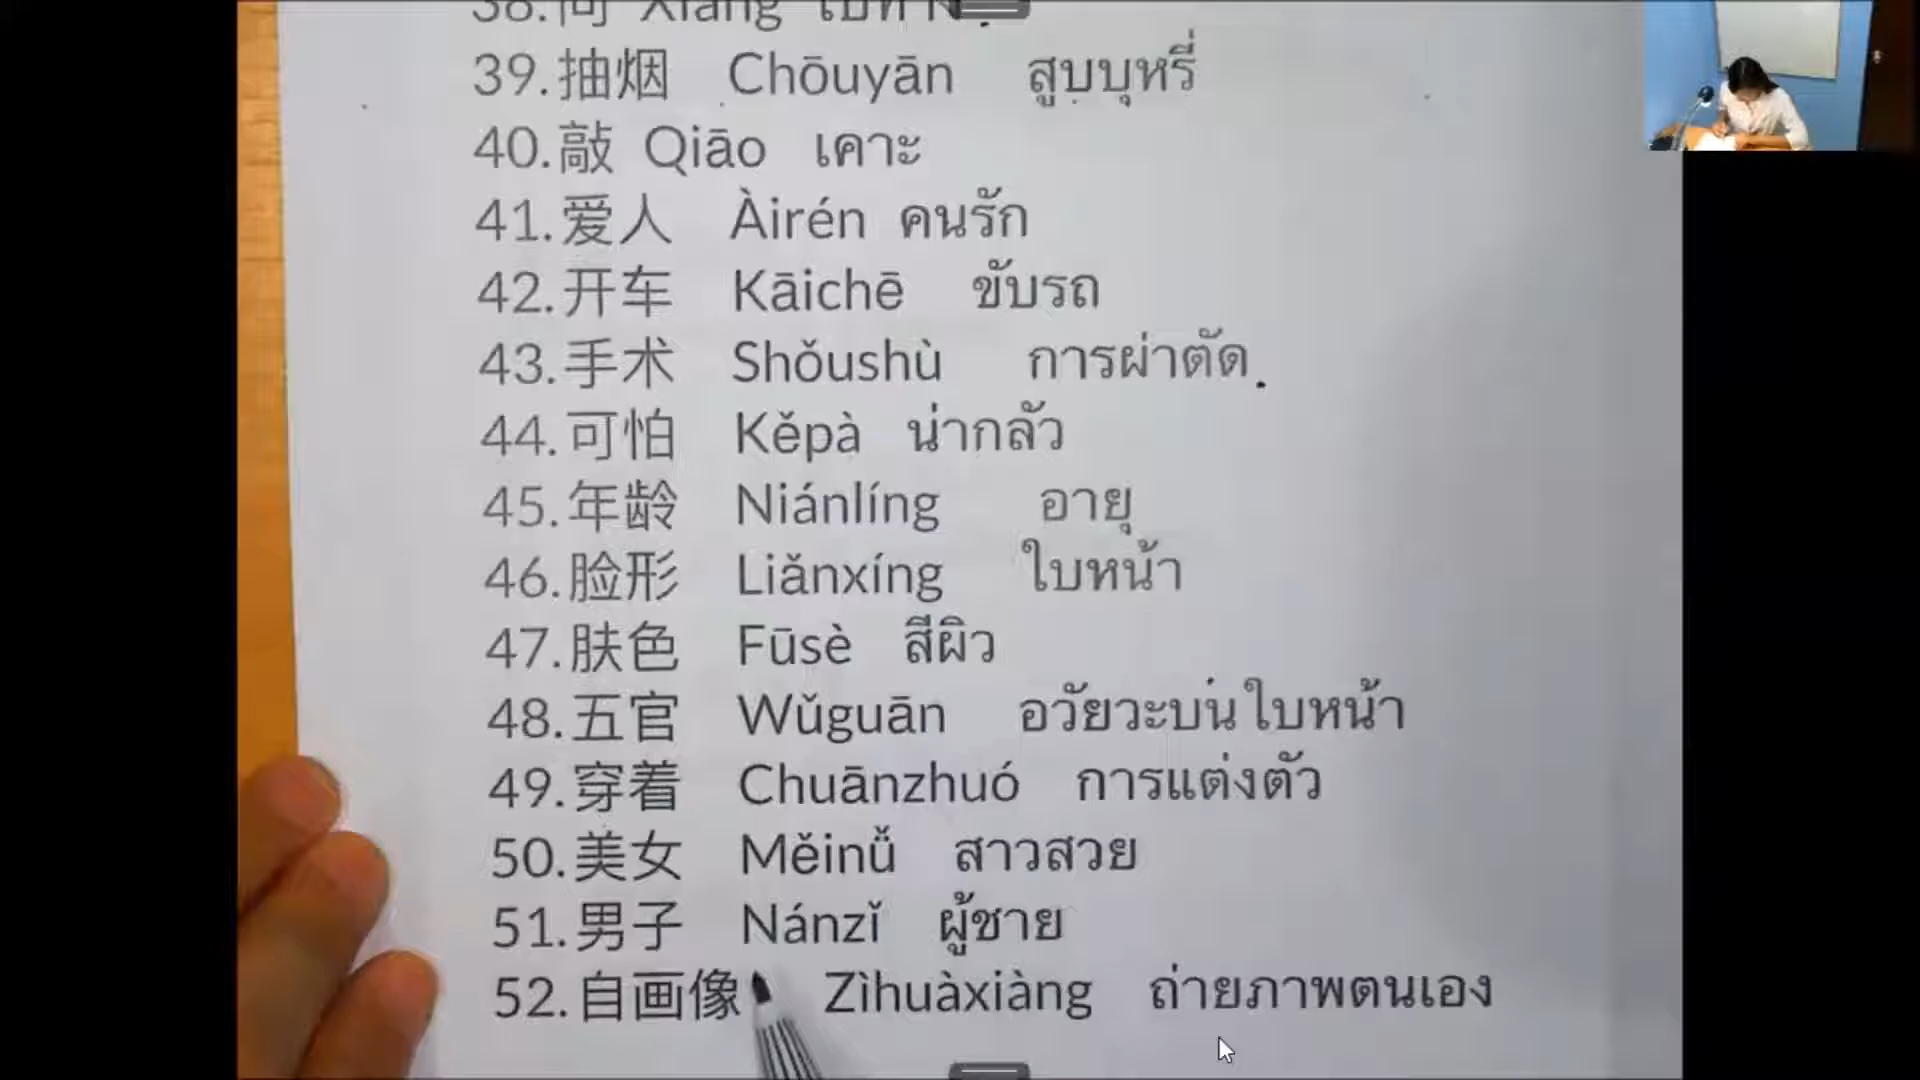 38.向 Xiàng
39.抽烟 Chōuyān สูบบุหรี่
40.敲 Qiāo เคาะ
41.爱人 Àirén คนรัก
42.开车 Kāichē ขับรถ
43.手术 Shǒushù การผ่าตัด
44.可怕 Kěpà น่ากลัว
45.年龄 Niánlíng อายุ
46.脸形 Liǎnxíng ใบหน้า
47.肤色 Fūsè สีผิว
48.五官 Wǔguān อวัยวะบนใบหน้า
49.穿着 Chuānzhuó การแต่งตัว
50.美女 Měinǚ สาวสวย
51.男子 Nánzǐ ผู้ชาย
52.自画像 Zìhuàxiàng ถ่ายภาพตนเอง